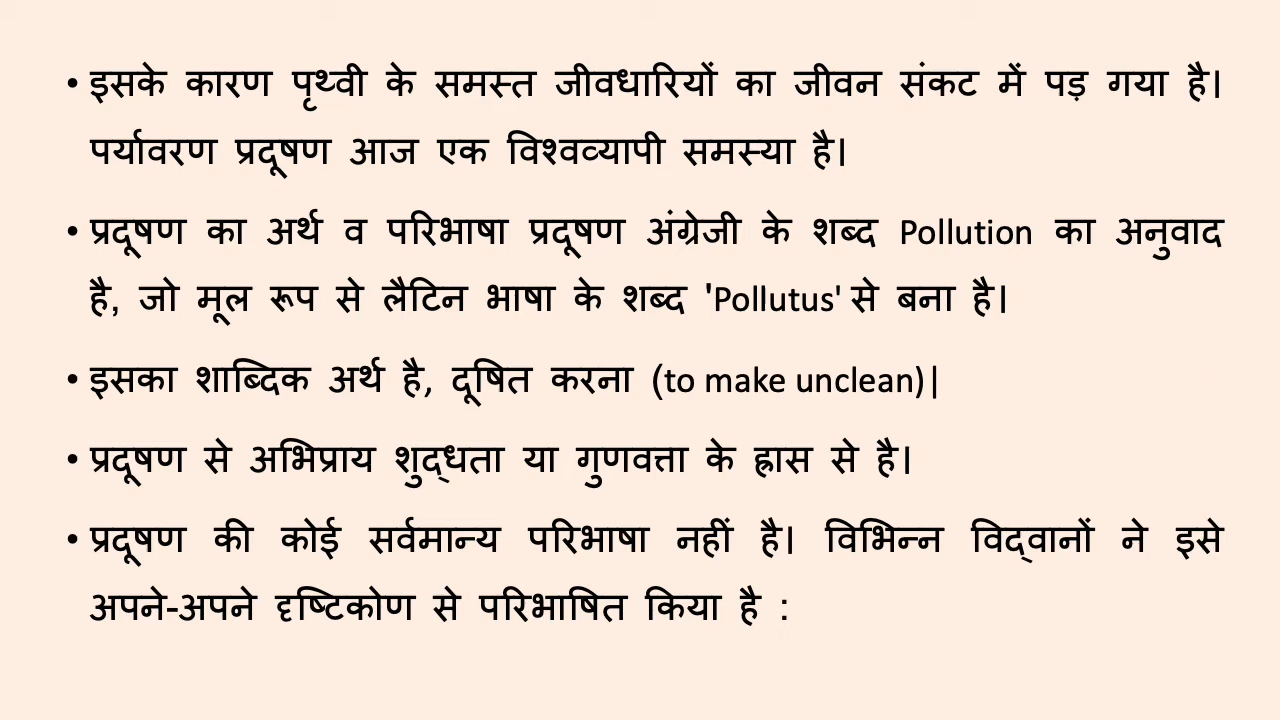 • इसके कारण पृथ्वी के समस्त जीवधारियों का जीवन संकट में पड़ गया है।
पर्यावरण प्रदूषण आज एक विश्वव्यापी समस्या है।
• प्रदूषण का अर्थ व परिभाषा प्रदूषण अंग्रेजी के शब्द Pollution का अनुवाद
है, जो मूल रूप से लैटिन भाषा के शब्द 'Pollutus' से बना है।
• इसका शाब्दिक अर्थ है, दूषित करना (to make unclean)|
• प्रदूषण से अभिप्राय शुद्धता या गुणवत्ता के ह्रास से है।
• प्रदूषण की कोई सर्वमान्य परिभाषा नहीं है। विभिन्न विद्वानों ने इसे
अपने-अपने दृष्टिकोण से परिभाषित किया है :